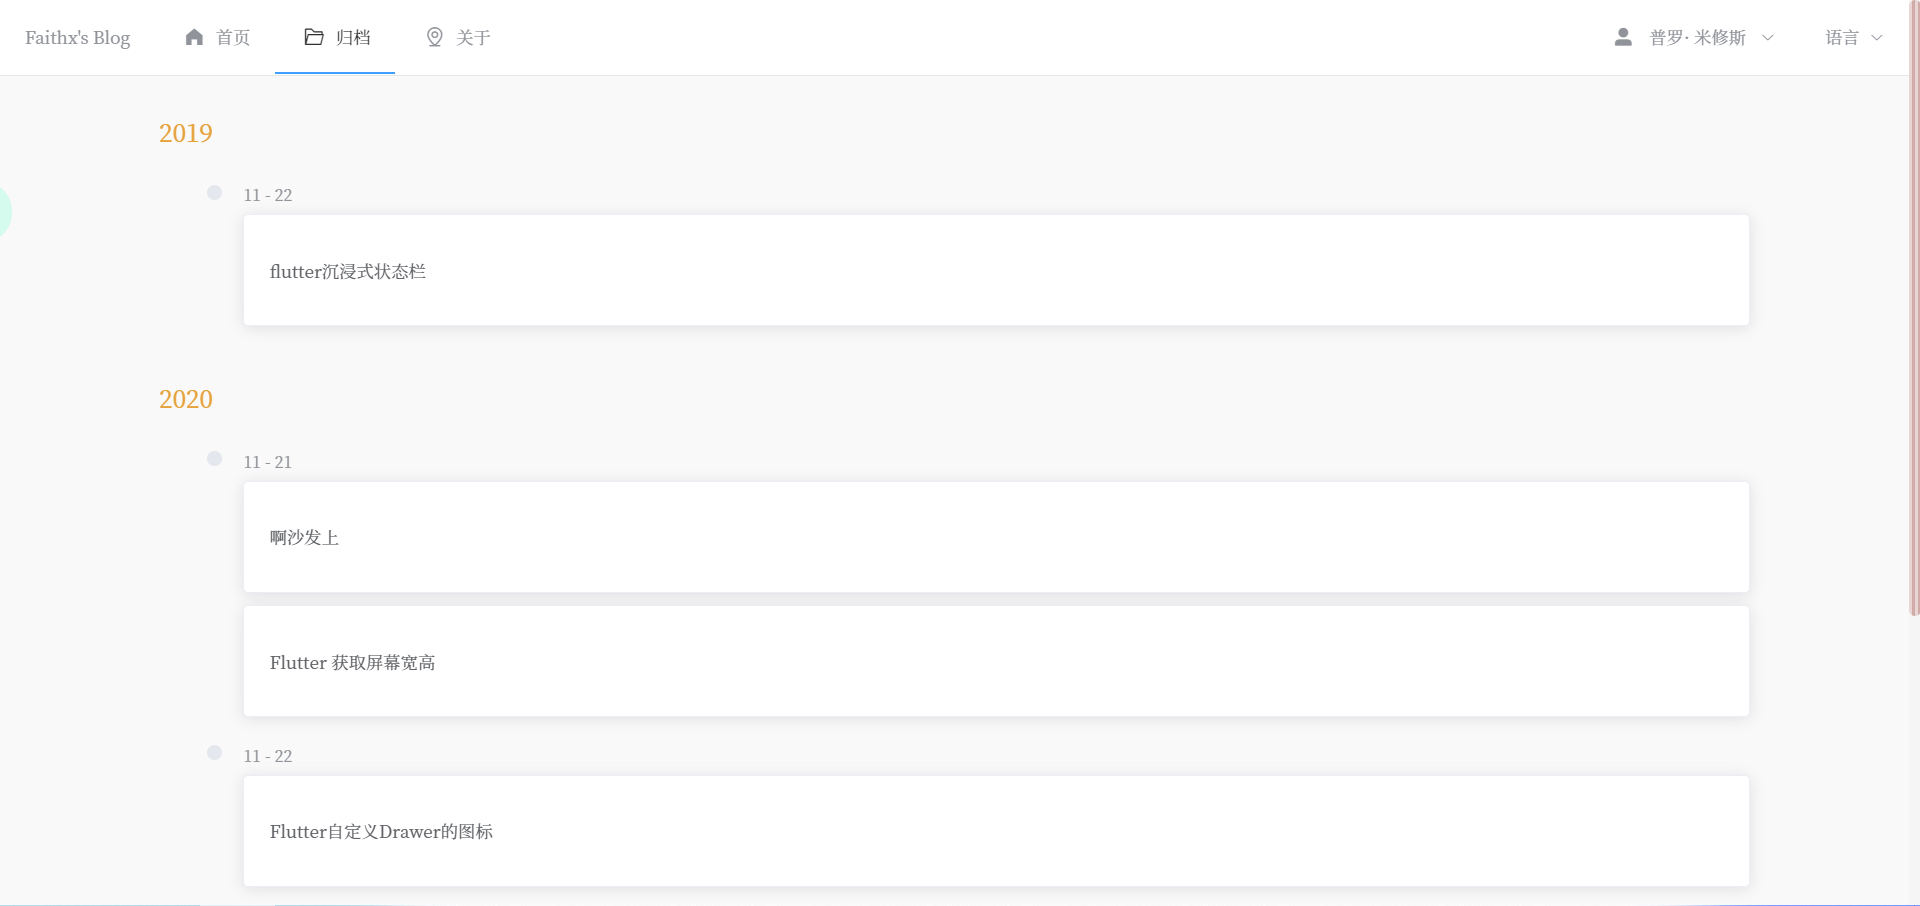 Faithx's Blog 首页 归档 关于 普罗· 米修斯 语言
2019
11 - 22
flutter沉浸式状态栏
2020
11 - 21
啊沙发上
Flutter 获取屏幕宽高
11 - 22
Flutter自定义Drawer的图标